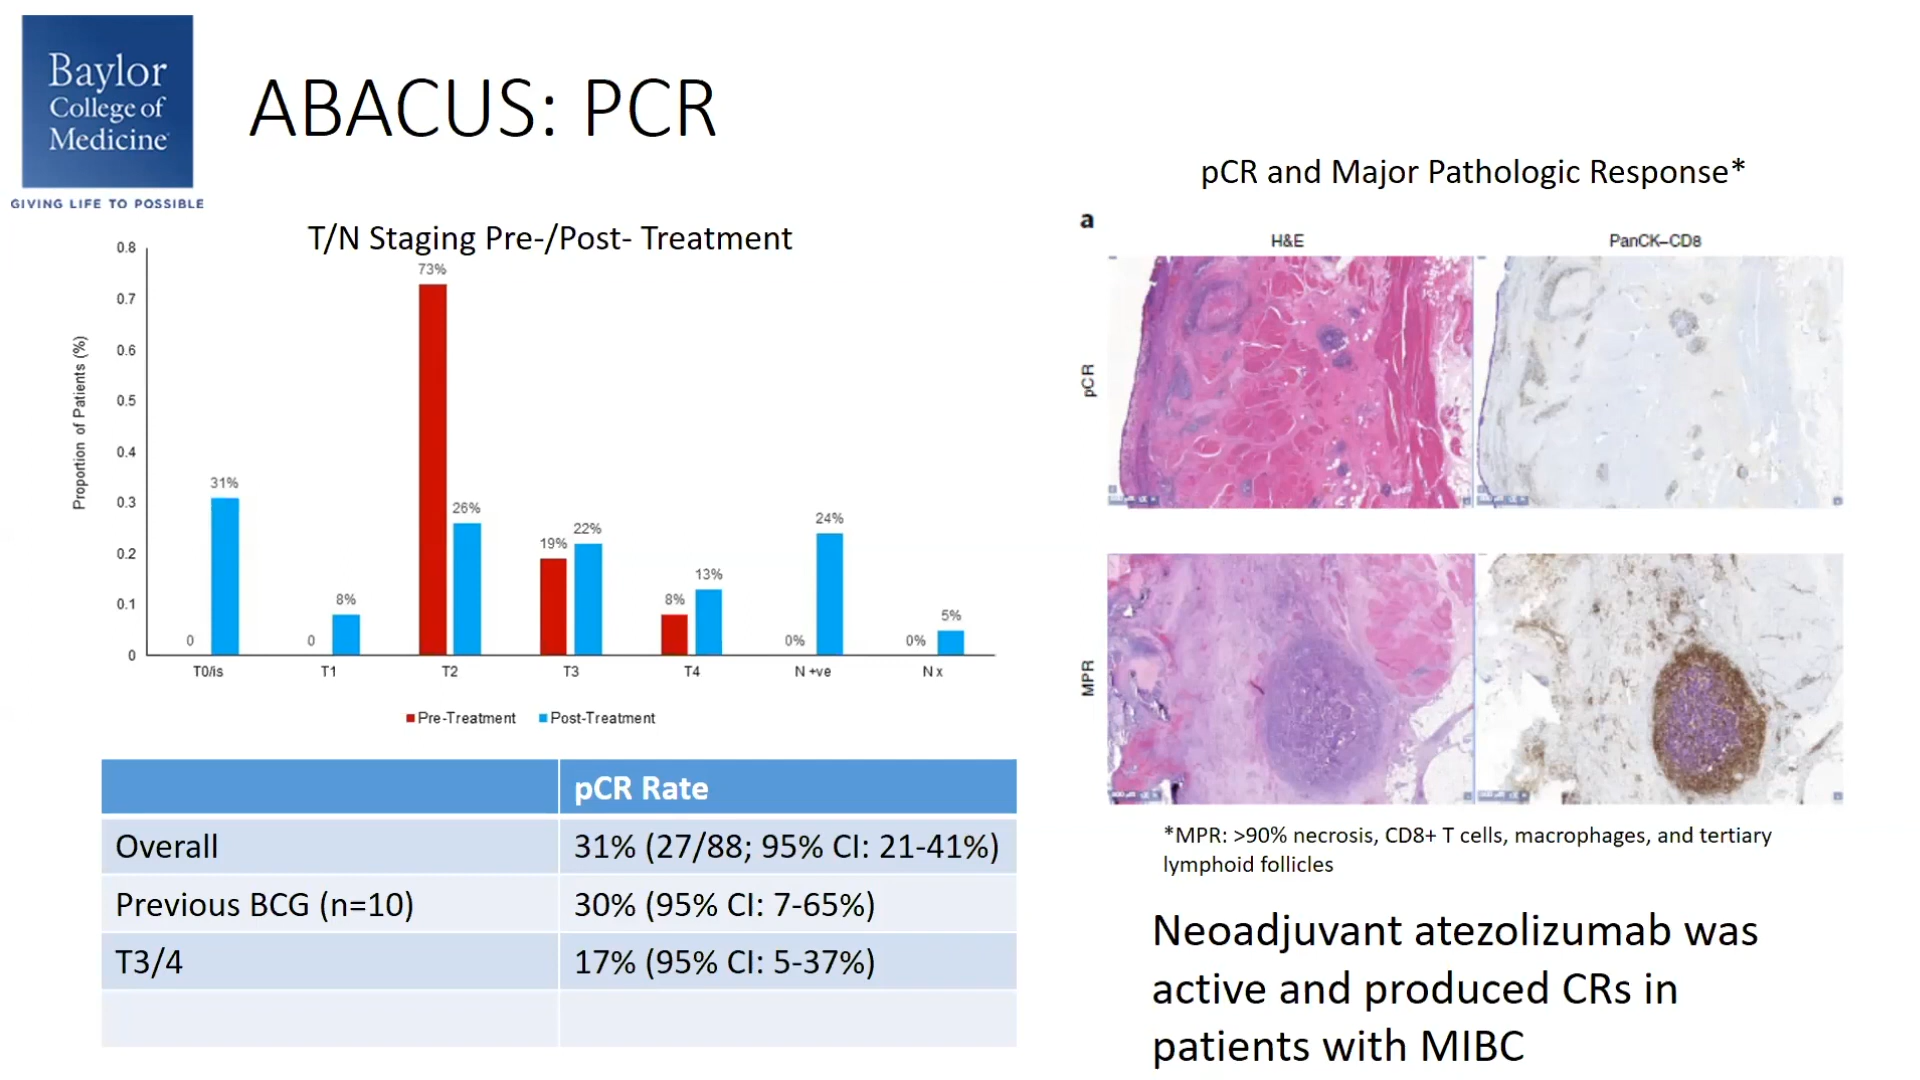 Baylor
College of
Medicine
GIVING LIFE TO POSSIBLE
ABACUS: PCR
T/N Staging Pre-/Post- Treatment
Proportion of Patients (%)
0.8
0.7
0.6
0.5
0.4
0.3
0.2
0.1
0
0 31%
0 8%
73% 26%
19% 22%
8% 13%
0% 24%
0% 5%
T0/is T1 T2 T3 T4 N +ve N x
Pre-Treatment Post-Treatment
pCR Rate
Overall 31% (27/88; 95% CI: 21-41%)
Previous BCG (n=10) 30% (95% CI: 7-65%)
T3/4 17% (95% CI: 5-37%)
pCR and Major Pathologic Response*
a
H&E PanCK–CD8
pCR
MPR
*MPR: >90% necrosis, CD8+ T cells, macrophages, and tertiary
lymphoid follicles
Neoadjuvant atezolizumab was
active and produced CRs in
patients with MIBC